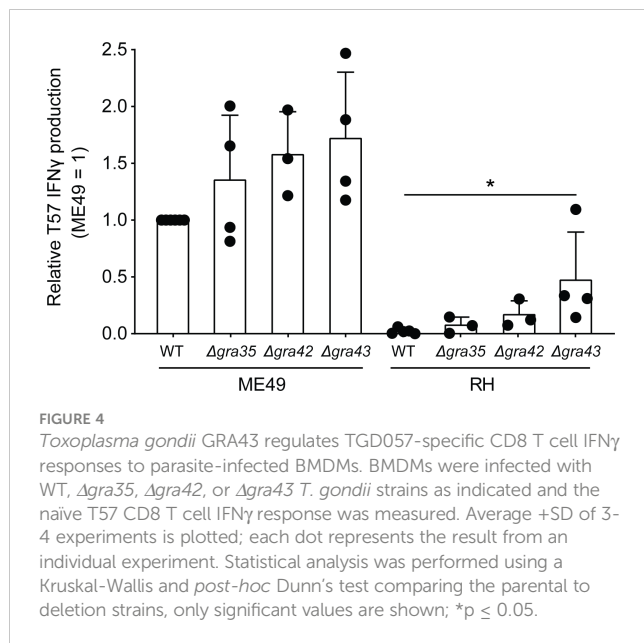 2.5
2.0
1.5
1.0
0.5
0.0
Relative T57 IFNγ production
(ME49 = 1)
*
WT Δgra35 Δgra42 Δgra43 WT Δgra35 Δgra42 Δgra43
ME49 RH
FIGURE 4
Toxoplasma gondii GRA43 regulates TGD057-specific CD8 T cell IFNγ
responses to parasite-infected BMDMs. BMDMs were infected with
WT, Δgra35, Δgra42, or Δgra43 T. gondii strains as indicated and the
naïve T57 CD8 T cell IFNγ response was measured. Average +SD of 3-
4 experiments is plotted; each dot represents the result from an
individual experiment. Statistical analysis was performed using a
Kruskal-Wallis and post-hoc Dunn's test comparing the parental to
deletion strains, only significant values are shown; *p ≤ 0.05.